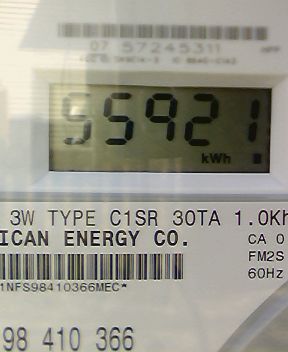 07 57245311
55921
kWh
3W TYPE C1SR 30TA 1.0Kh
ICAN ENERGY CO.
CA 0
FM2S
60Hz
1NFS98410366MEC*
98 410 366